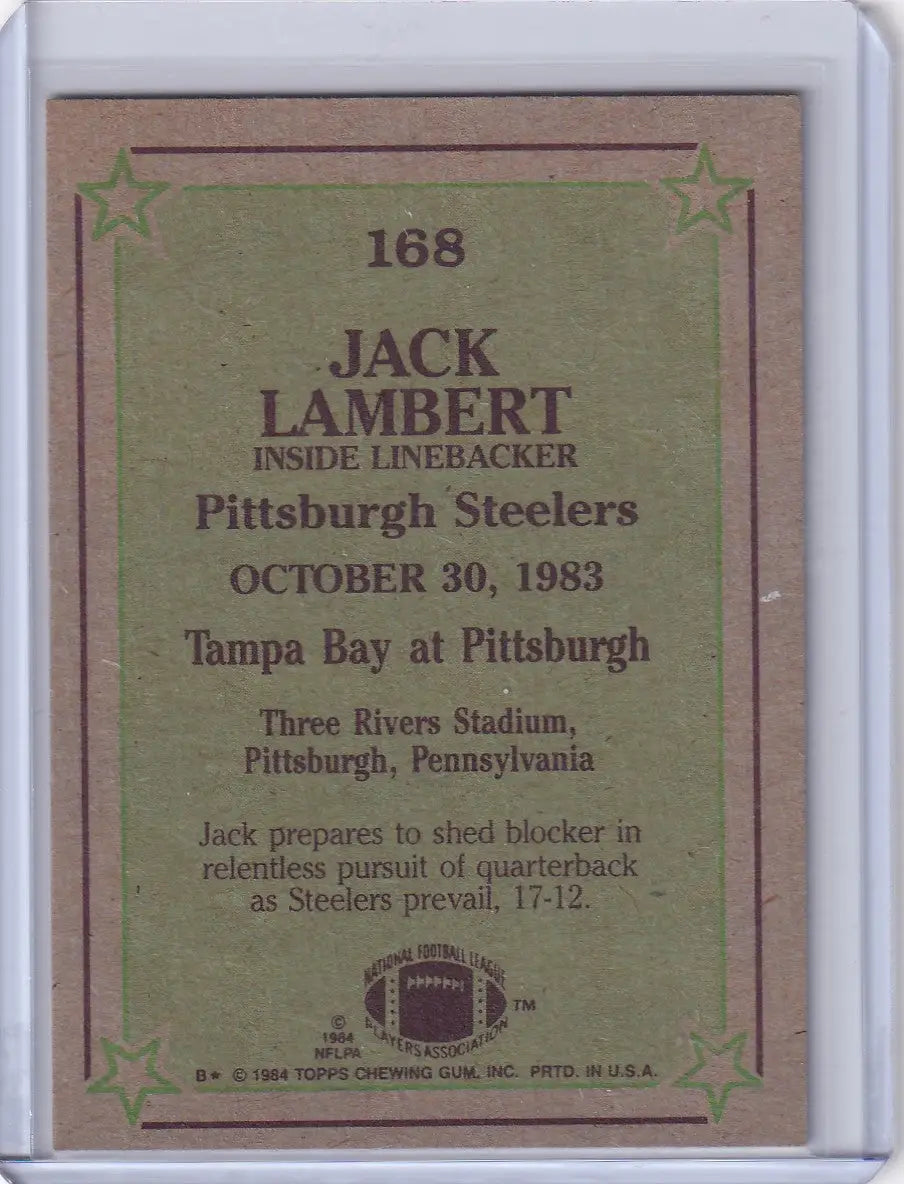 168
JACK
LAMBERT
INSIDE LINEBACKER
Pittsburgh Steelers
OCTOBER 30, 1983
Tampa Bay at Pittsburgh
Three Rivers Stadium,
Pittsburgh, Pennsylvania
Jack prepares to shed blocker in
relentless pursuit of quarterback
as Steelers prevail, 17-12.
NATIONAL FOOTBALL LEAGUE
PLAYERS ASSOCIATION
TM
©
1984
NFLPA
B★ © 1984 TOPPS CHEWING GUM, INC. PRTD. IN U.S.A.